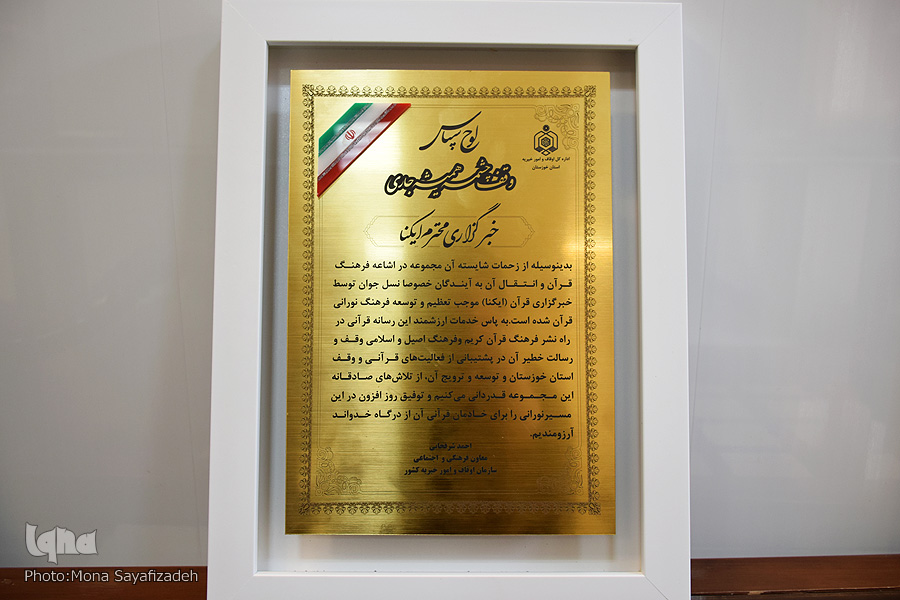 لوح سپاس
اداره کل اوقاف و امور خیریه
استان خوزستان
وقف چشمه همیشه جاری
خبرگزاری محترم ایکنا
بدینوسیله از زحمات شایسته آن مجموعه در اشاعه فرهنگ
قرآن و انتقال آن به آیندگان خصوصا نسل جوان توسط
خبرگزاری قرآن (ایکنا) موجب تعظیم و توسعه فرهنگ نورانی
قرآن شده است.به پاس خدمات ارزشمند این رسانه قرآنی در
راه نشر فرهنگ قرآن کریم وفرهنگ اصیل و اسلامی وقف و
رسالت خطیر آن در پشتیبانی از فعالیت‌های قرآنی و وقف
استان خوزستان و توسعه و ترویج آن، از تلاش‌های صادقانه
این مجموعه قدردانی می‌کنیم و توفیق روز افزون در این
مسیرنورانی را برای خادمان قرآنی آن از درگاه خداوند
آرزومندیم.
احمد شرفخانی
معاون فرهنگی و اجتماعی
سازمان اوقاف و امور خیریه کشور
Iqna
Photo:Mona Sayafizadeh